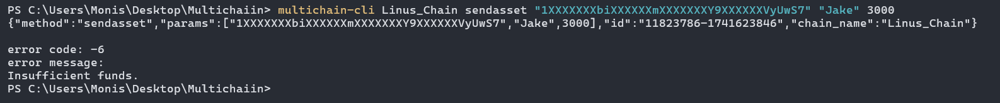 PS C:\Users\Monis\Desktop\Multichaiin> multichain-cli Linus_Chain sendasset "1XXXXXXXbiXXXXXXmXXXXXXXY9XXXXXXVyUwS7" "Jake" 3000
{"method":"sendasset","params":["1XXXXXXXbiXXXXXXmXXXXXXXY9XXXXXXVyUwS7","Jake",3000],"id":"11823786-1741623846","chain_name":"Linus_Chain"}
error code: -6
error message:
Insufficient funds.
PS C:\Users\Monis\Desktop\Multichaiin>